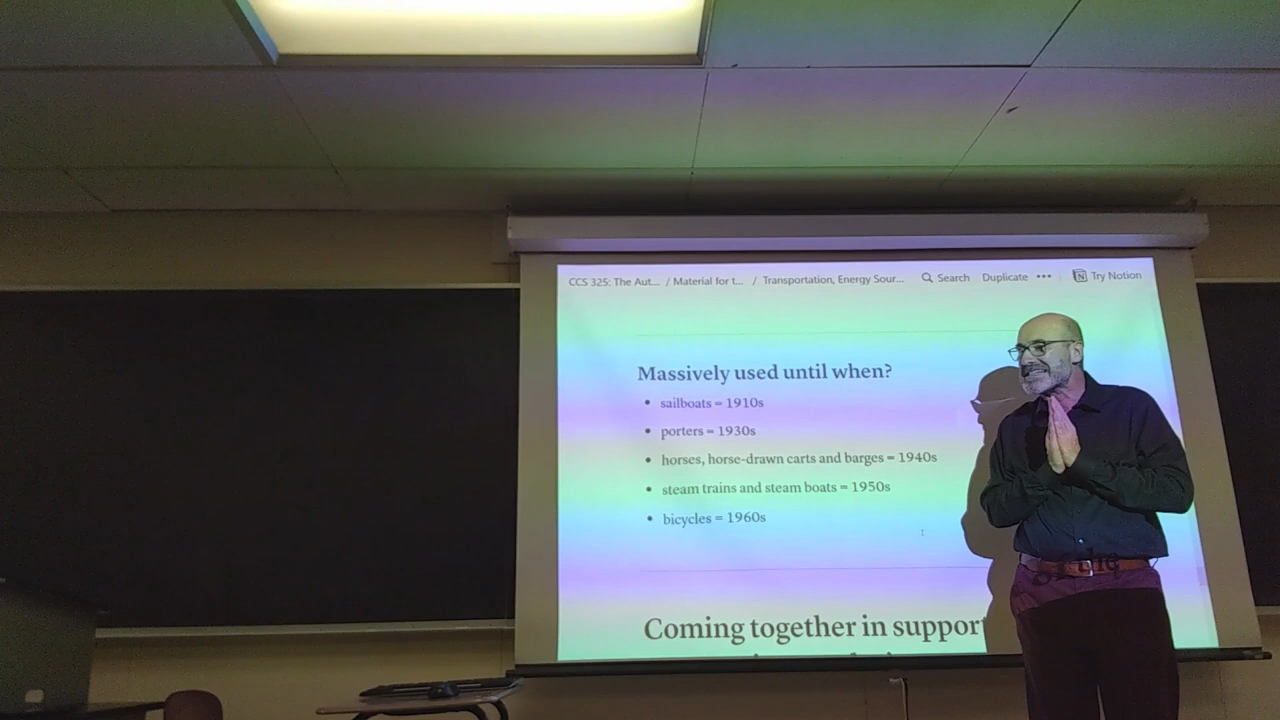 CCS 325: The Aut... / Material for t... / Transportation, Energy Sour... Search Duplicate ••• Try Notion
Massively used until when?
• sailboats = 1910s
• porters = 1930s
• horses, horse-drawn carts and barges = 1940s
• steam trains and steam boats = 1950s
• bicycles = 1960s
Coming together in support
of the